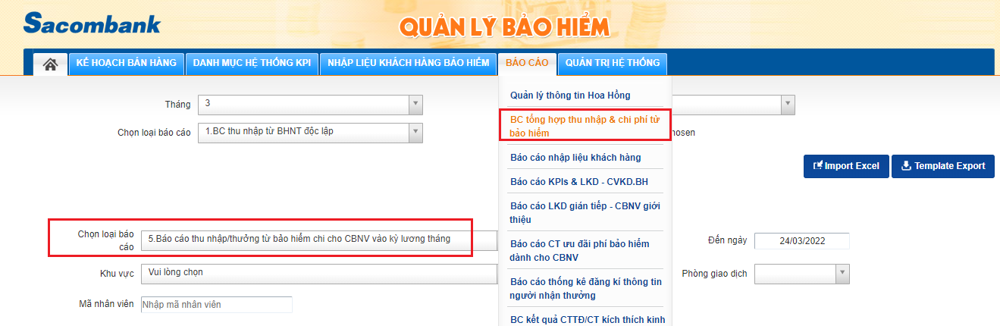 Sacombank
QUẢN LÝ BẢO HIỂM
KẾ HOẠCH BÁN HÀNG
DANH MỤC HỆ THỐNG KPI
NHẬP LIỆU KHÁCH HÀNG BẢO HIỂM
BÁO CÁO
QUẢN TRỊ HỆ THỐNG
Tháng
3
Chọn loại báo cáo
1.BC thu nhập từ BHNT độc lập
Quản lý thông tin Hoa Hồng
BC tổng hợp thu nhập & chi phí từ
bảo hiểm
Báo cáo nhập liệu khách hàng
Báo cáo KPIs & LKD - CVKD.BH
Báo cáo LKD gián tiếp - CBNV giới
thiệu
Báo cáo CT ưu đãi phí bảo hiểm
dành cho CBNV
Báo cáo thống kê đăng kí thông tin
người nhận thưởng
BC kết quả CTTĐ/CT kích thích kinh
hosen
Import Excel
Template Export
Chọn loại báo
cáo
5.Báo cáo thu nhập/thưởng từ bảo hiểm chi cho CBNV vào kỳ lương tháng
Đến ngày
24/03/2022
Khu vực
Vui lòng chọn
Phòng giao dịch
Mã nhân viên
Nhập mã nhân viên